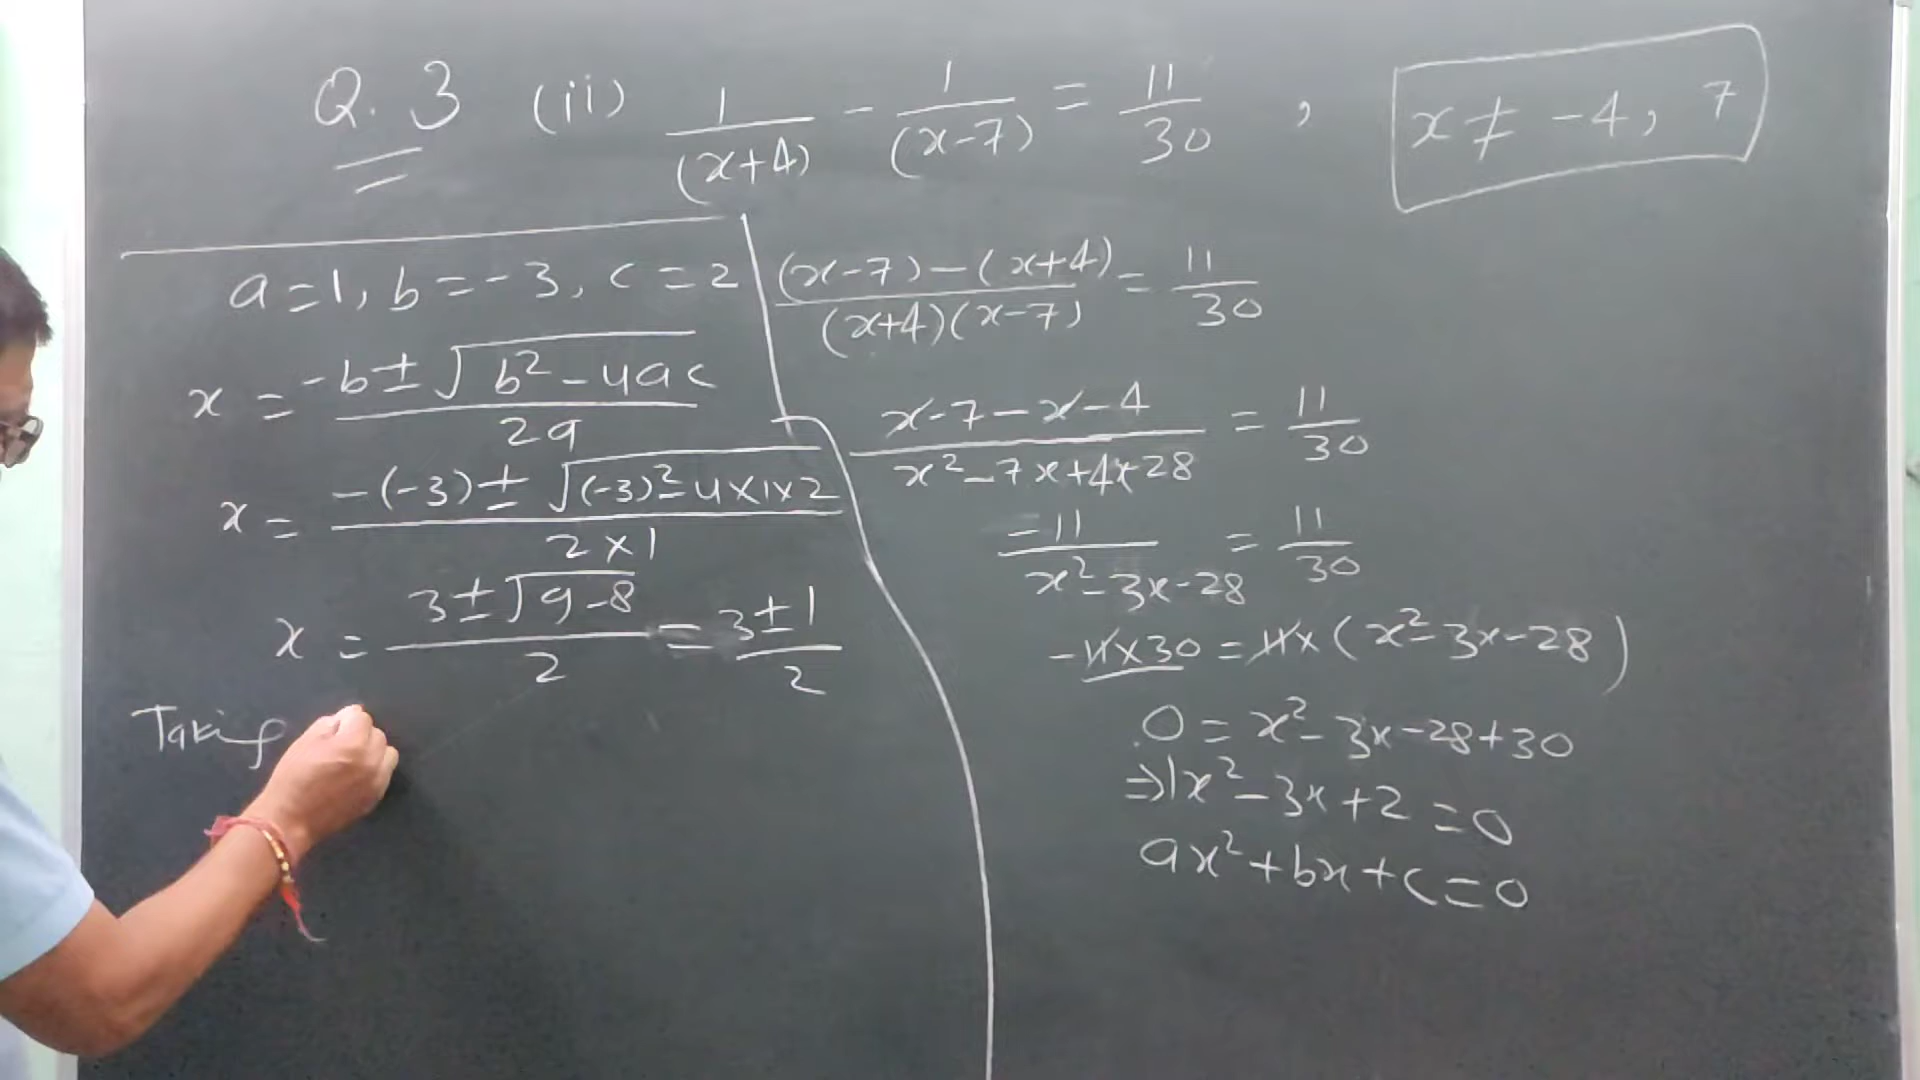 Q. 3 (ii) 1/(x+4) - 1/(x-7) = 11/30 , x ≠ -4, 7
((x-7)-(x+4))/((x+4)(x-7)) = 11/30
(x-7-x-4)/(x²-7x+4x-28) = 11/30
-11/(x²-3x-28) = 11/30
-11×30 = 11×(x²-3x-28)
0 = x²-3x-28+30
⇒ 1x²-3x+2 = 0
ax²+bx+c=0
a=1, b=-3, c=2
x = (-b±√(b²-4ac))/2a
x = (-(-3)±√((-3)²-4×1×2))/(2×1)
x = (3±√(9-8))/2 = (3±1)/2
Taking